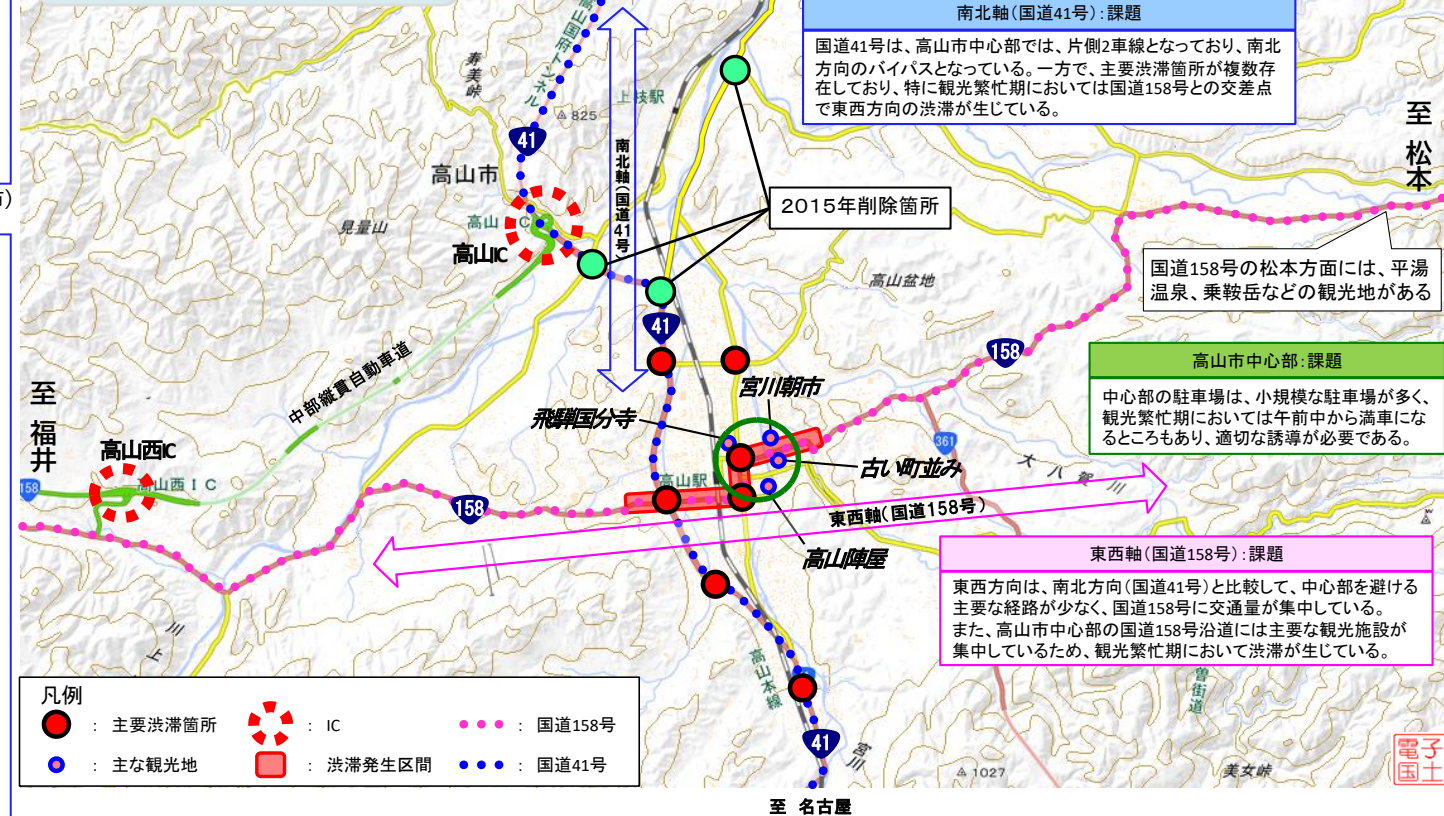 南北軸(国道41号):課題
国道41号は、高山市中心部では、片側2車線となっており、南北
方向のバイパスとなっている。一方で、主要渋滞箇所が複数存
在しており、特に観光繁忙期においては国道158号との交差点
で東西方向の渋滞が生じている。
高山国府トンネル
寿美峠
上枝駅
825
41
南北軸(国道41号)
至 松本
市)
高山市
2015年削除箇所
見量山
高山IC
高山IC
国道158号の松本方面には、平湯
温泉、乗鞍岳などの観光地がある
高山盆地
41
158
中部縦貫自動車道
高山市中心部:課題
中心部の駐車場は、小規模な駐車場が多く、
観光繁忙期においては午前中から満車にな
るところもあり、適切な誘導が必要である。
至 福井
宮川朝市
飛騨国分寺
361
高山西IC
古い町並み
大八賀川
158
高山西IC
高山駅
158
東西軸(国道158号)
高山陣屋
東西軸(国道158号):課題
東西方向は、南北方向(国道41号)と比較して、中心部を避ける
主要な経路が少なく、国道158号に交通量が集中している。
また、高山市中心部の国道158号沿道には主要な観光施設が
集中しているため、観光繁忙期において渋滞が生じている。
川上
高山本線
曽街道
凡例
: 主要渋滞箇所
: IC
: 国道158号
: 主な観光地
: 渋滞発生区間
: 国道41号
41
宮川
1027
美女峠
電子
国土
至 名古屋